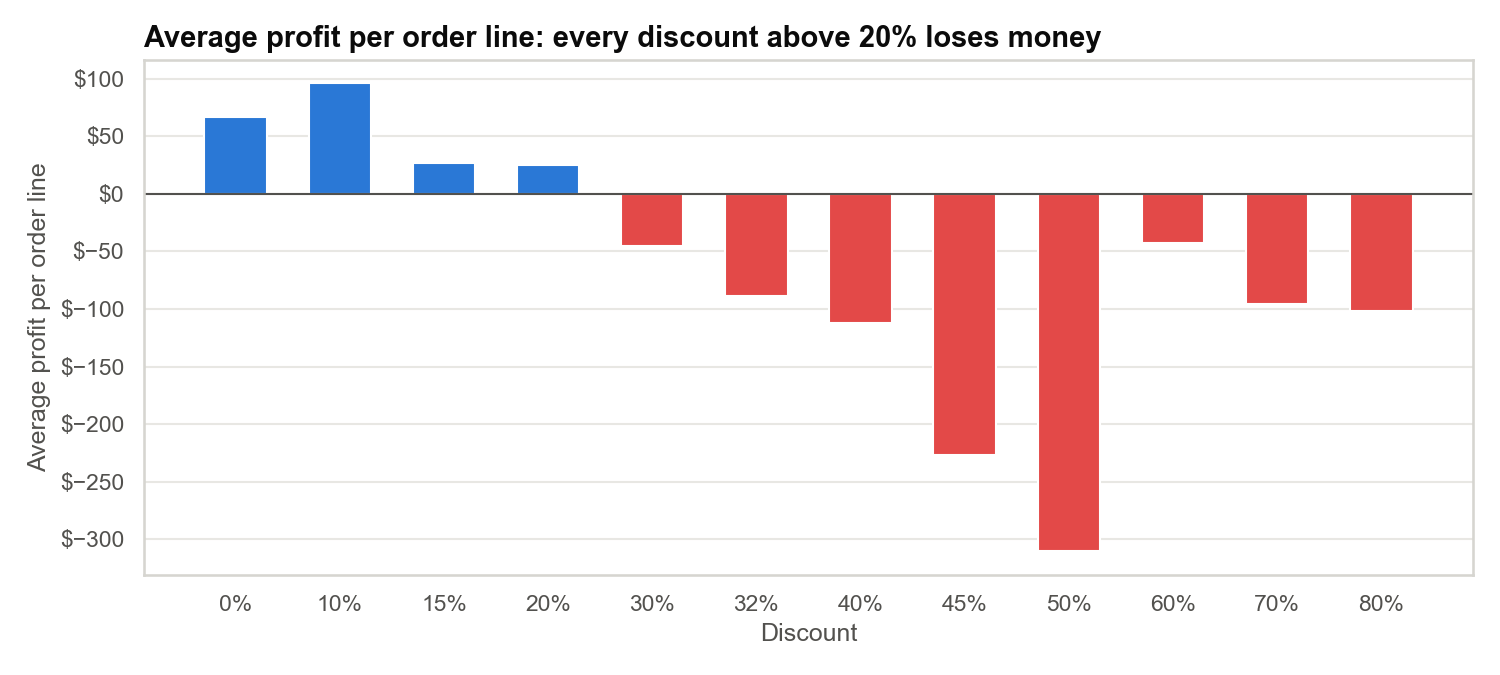 Average profit per order line: every discount above 20% loses money
Average profit per order line
$100
$50
$0
$−50
$−100
$−150
$−200
$−250
$−300
0% 10% 15% 20% 30% 32% 40% 45% 50% 60% 70% 80%
Discount